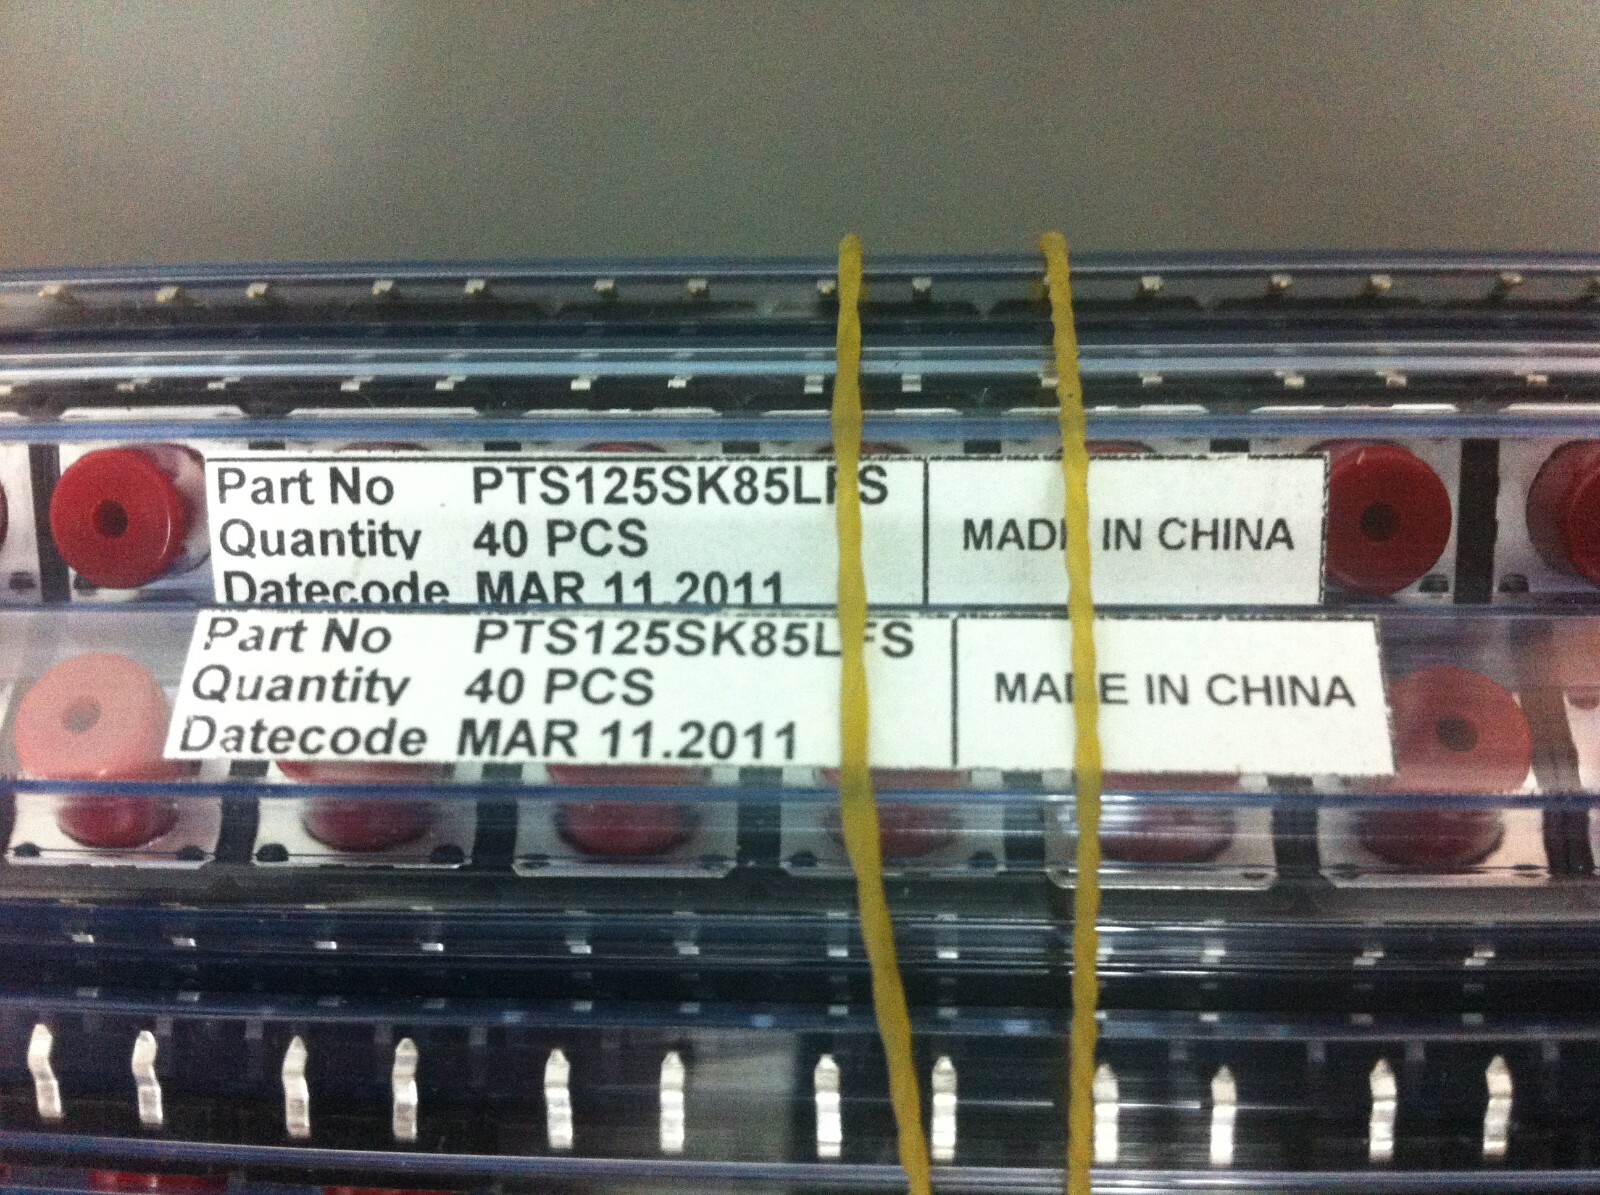 Part No PTS125SK85LFS
Quantity 40 PCS
Datecode MAR 11.2011
MADE IN CHINA
Part No PTS125SK85LFS
Quantity 40 PCS
Datecode MAR 11.2011
MADE IN CHINA